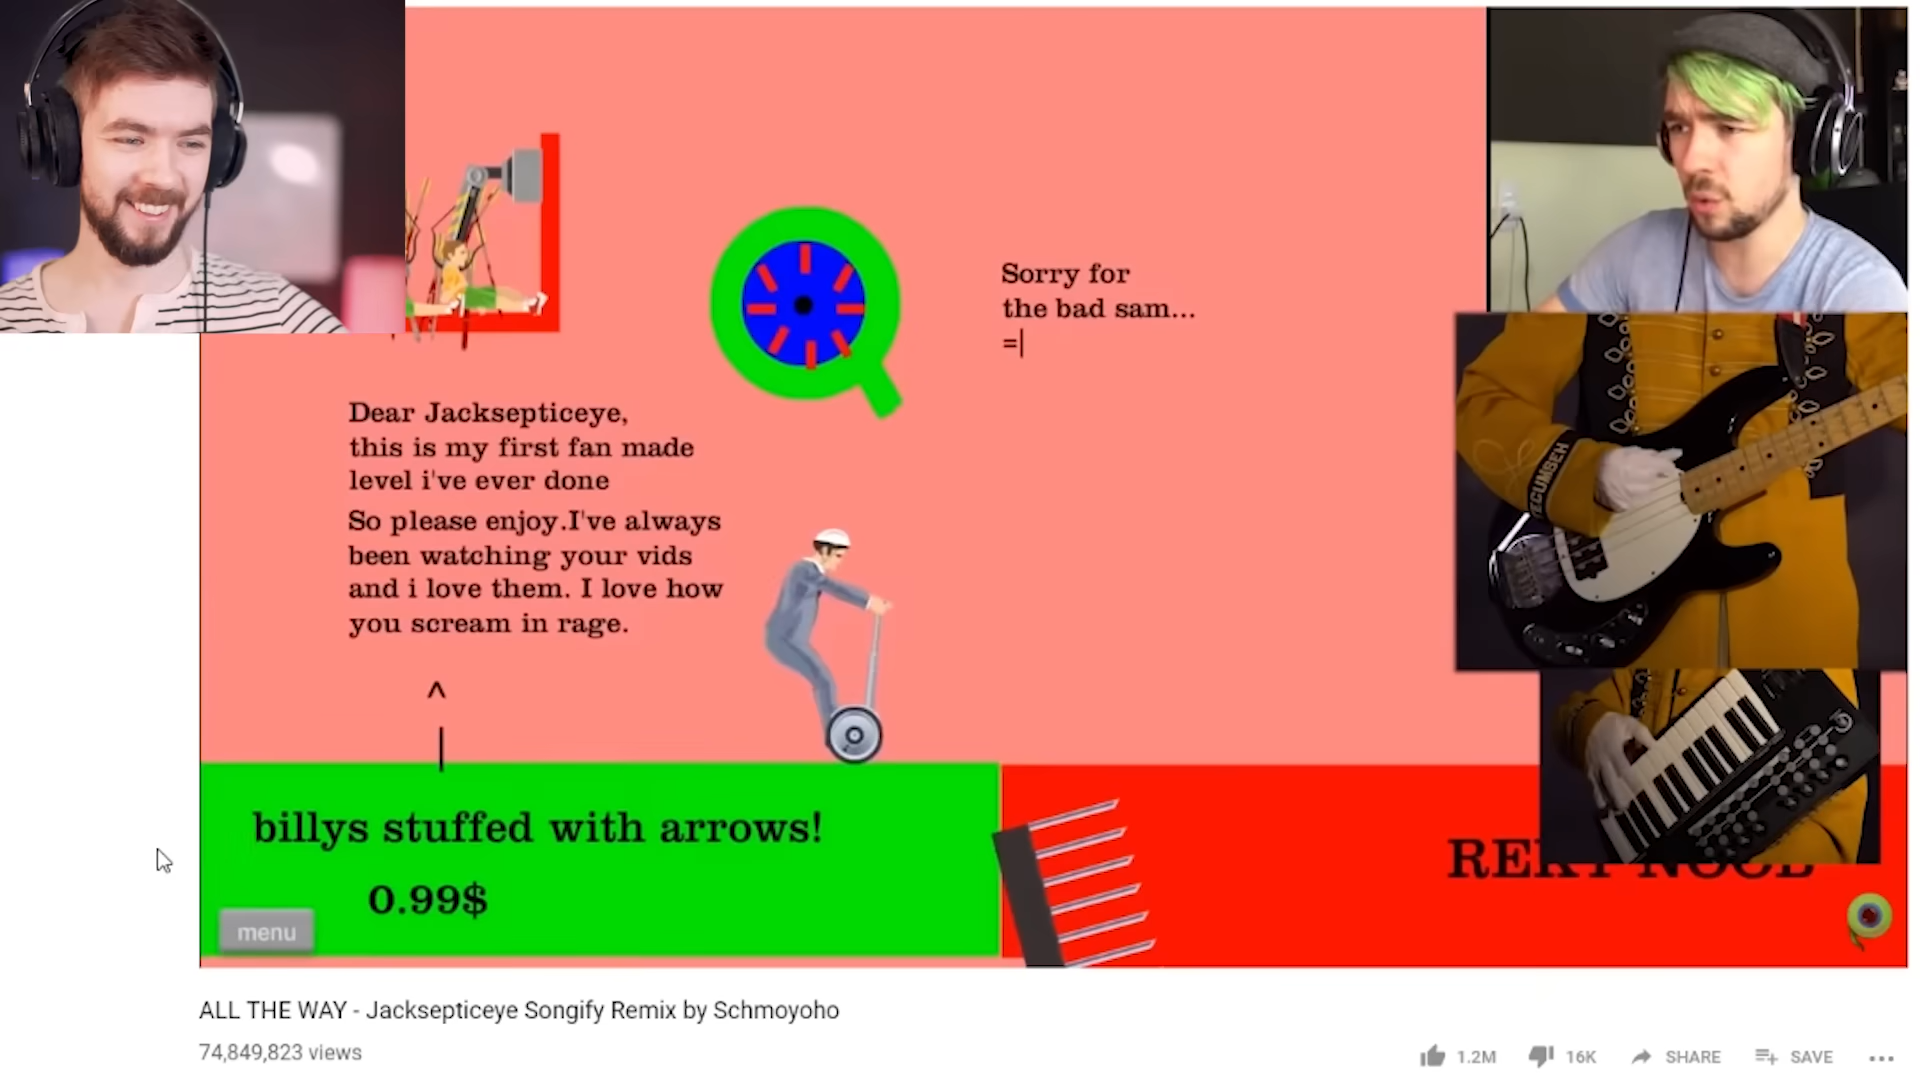 Sorry for
the bad sam...
=|
Dear Jacksepticeye,
this is my first fan made
level i've ever done
So please enjoy.I've always
been watching your vids
and i love them. I love how
you scream in rage.
^
|
TECUMSEH
billys stuffed with arrows!
0.99$
menu
ALL THE WAY - Jacksepticeye Songify Remix by Schmoyoho
74,849,823 views
1.2M
16K
SHARE
SAVE